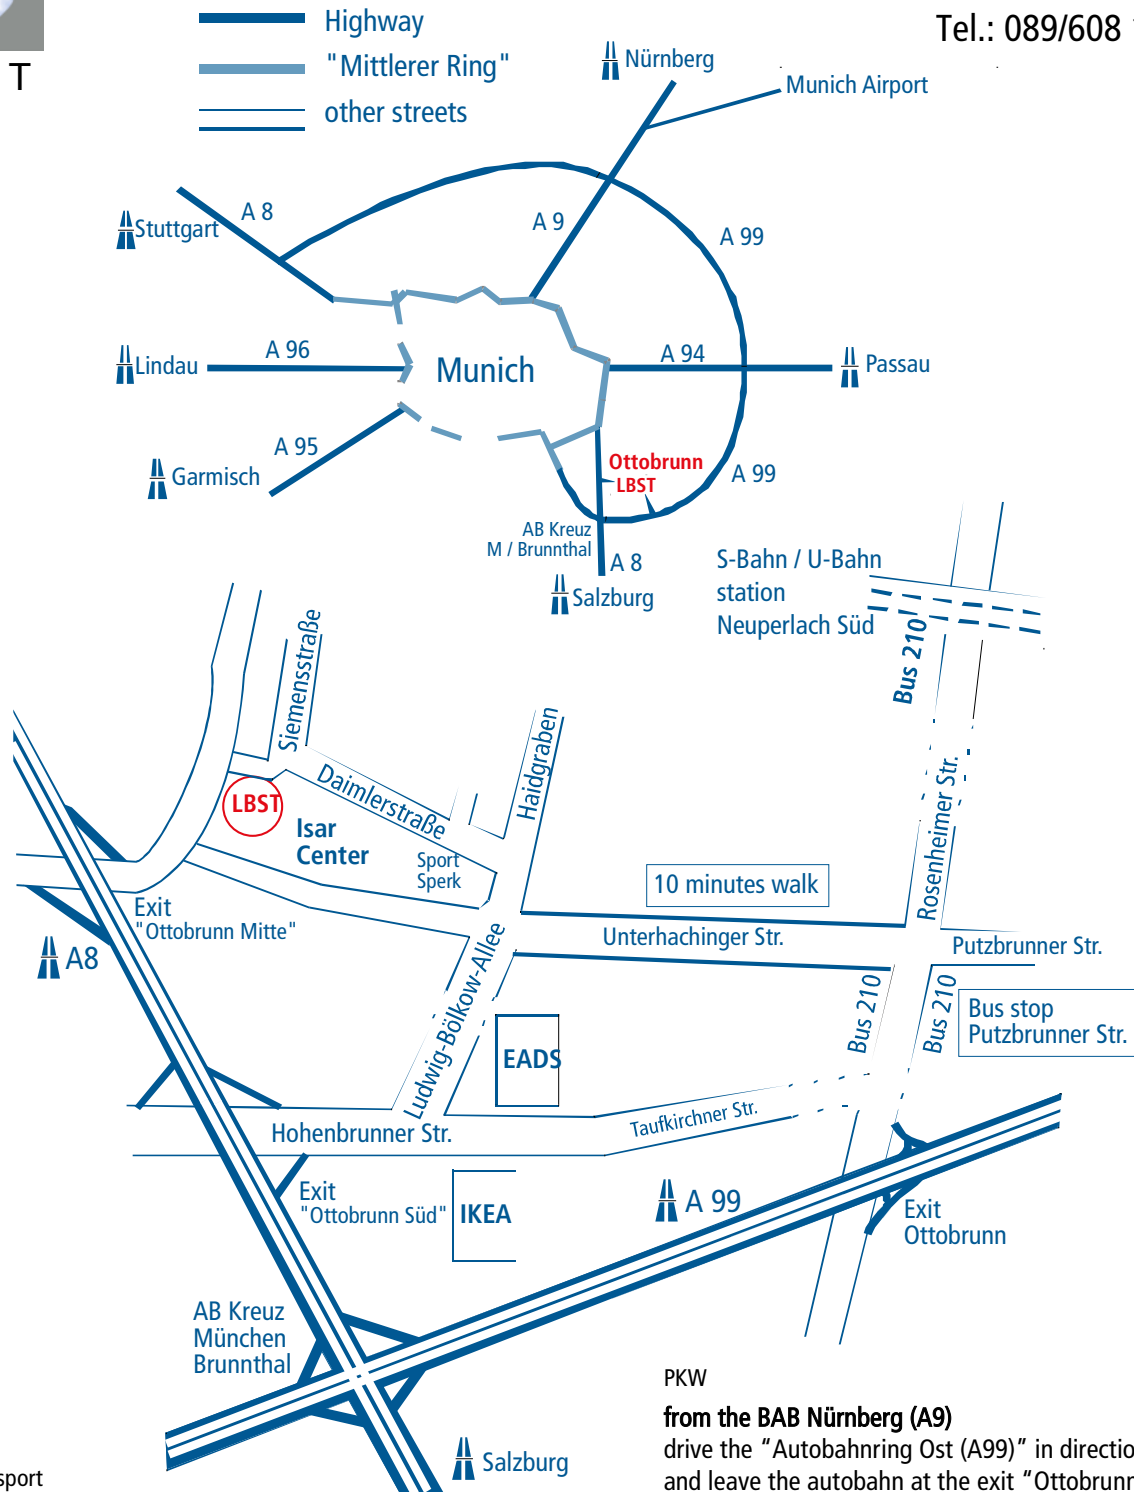 Highway
"Mittlerer Ring"
other streets
Tel.: 089/608
T
Nürnberg
Munich Airport
A 8
Stuttgart
A 9
A 99
A 96
Lindau
Munich
A 94
Passau
A 95
Garmisch
Ottobrunn
LBST
A 99
AB Kreuz
M / Brunnthal
A 8
Salzburg
S-Bahn / U-Bahn
station
Neuperlach Süd
Bus 210
Siemensstraße
Haidgraben
Daimlerstraße
Rosenheimer Str.
LBST
Isar
Center
Sport
Sperk
10 minutes walk
Exit
"Ottobrunn Mitte"
A8
Unterhachinger Str.
Putzbrunner Str.
Ludwig-Bölkow-Allee
Bus 210
Bus 210
Bus stop
Putzbrunner Str.
EADS
Hohenbrunner Str.
Taufkirchner Str.
Exit
"Ottobrunn Süd"
IKEA
A 99
Exit
Ottobrunn
AB Kreuz
München
Brunnthal
Salzburg
PKW
from the BAB Nürnberg (A9)
drive the “Autobahnring Ost (A99)” in directio
and leave the autobahn at the exit “Ottobrunn
sport